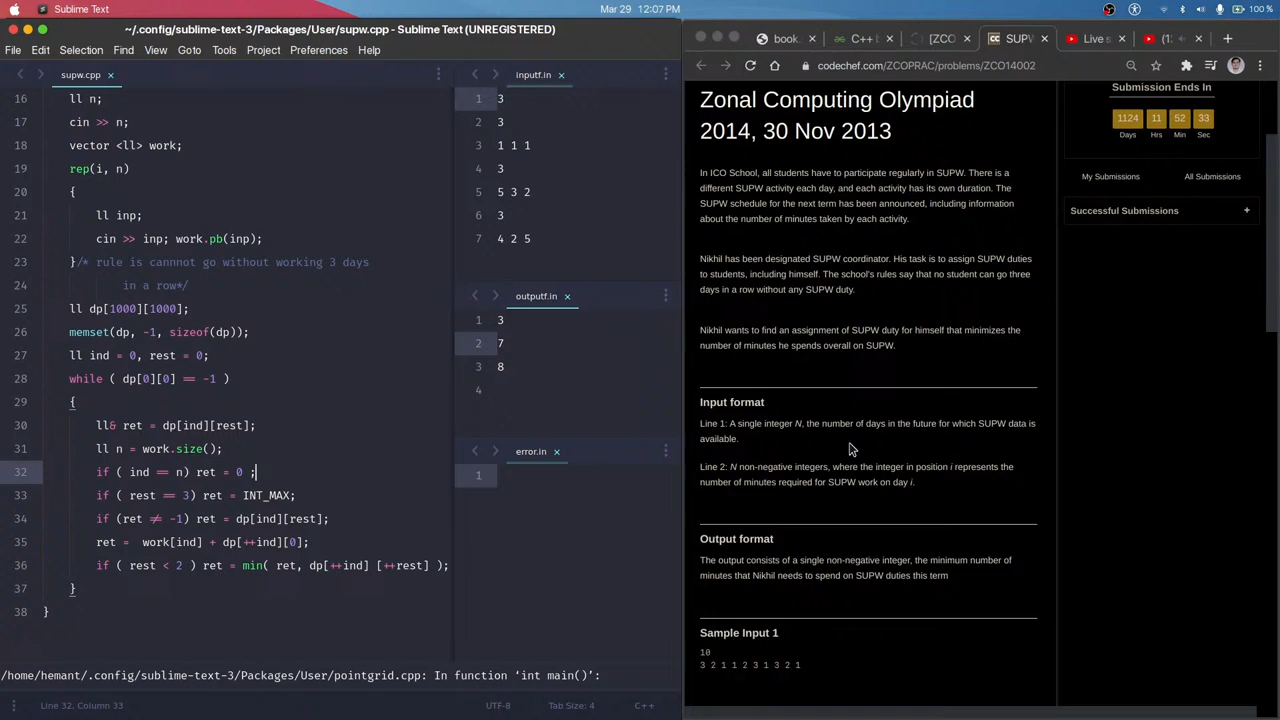 Sublime Text
Mar 29 12:07 PM
100 %
~/.config/sublime-text-3/Packages/User/supw.cpp - Sublime Text (UNREGISTERED)
File Edit Selection Find View Goto Tools Project Preferences Help
supw.cpp
16 ll n;
17 cin >> n;
18 vector <ll> work;
19 rep(i, n)
20 {
21 ll inp;
22 cin >> inp; work.pb(inp);
23 }/* rule is cannnot go without working 3 days
24 in a row*/
25 ll dp[1000][1000];
26 memset(dp, -1, sizeof(dp));
27 ll ind = 0, rest = 0;
28 while ( dp[0][0] == -1 )
29 {
30 ll& ret = dp[ind][rest];
31 ll n = work.size();
32 if ( ind == n) ret = 0 ;
33 if ( rest == 3) ret = INT_MAX;
34 if (ret != -1) ret = dp[ind][rest];
35 ret = work[ind] + dp[++ind][0];
36 if ( rest < 2 ) ret = min( ret, dp[++ind] [++rest] );
37 }
38 }
inputf.in
1 3
2 3
3 1 1 1
4 3
5 5 3 2
6 3
7 4 2 5
outputf.in
1 3
2 7
3 8
4
error.in
1
/home/hemant/.config/sublime-text-3/Packages/User/pointgrid.cpp: In function ‘int main()’:
Line 32, Column 33
UTF-8 Tab Size: 4 C++
book. C++ b [ZCO SUPW Live s (1
codechef.com/ZCOPRAC/problems/ZCO14002
Zonal Computing Olympiad
2014, 30 Nov 2013
In ICO School, all students have to participate regularly in SUPW. There is a
different SUPW activity each day, and each activity has its own duration. The
SUPW schedule for the next term has been announced, including information
about the number of minutes taken by each activity.
Nikhil has been designated SUPW coordinator. His task is to assign SUPW duties
to students, including himself. The school's rules say that no student can go three
days in a row without any SUPW duty.
Nikhil wants to find an assignment of SUPW duty for himself that minimizes the
number of minutes he spends overall on SUPW.
Input format
Line 1: A single integer N, the number of days in the future for which SUPW data is
available.
Line 2: N non-negative integers, where the integer in position i represents the
number of minutes required for SUPW work on day i.
Output format
The output consists of a single non-negative integer, the minimum number of
minutes that Nikhil needs to spend on SUPW duties this term
Sample Input 1
10
3 2 1 1 2 3 1 3 2 1
Submission Ends In
1124 11 52 33
Days Hrs Min Sec
My Submissions All Submissions
Successful Submissions +